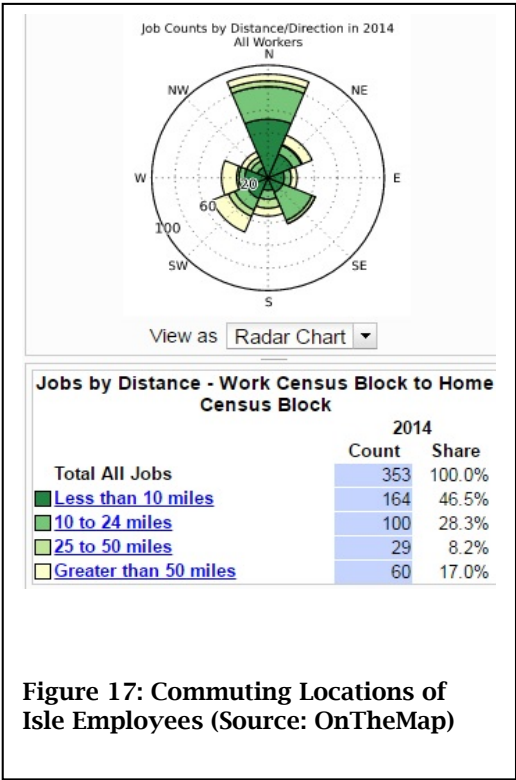 Job Counts by Distance/Direction in 2014
All Workers
N
NW
NE
W
20
E
60
100
SW
SE
S
View as Radar Chart
Jobs by Distance - Work Census Block to Home
Census Block
2014
Count Share
Total All Jobs 353 100.0%
Less than 10 miles 164 46.5%
10 to 24 miles 100 28.3%
25 to 50 miles 29 8.2%
Greater than 50 miles 60 17.0%
Figure 17: Commuting Locations of
Isle Employees (Source: OnTheMap)